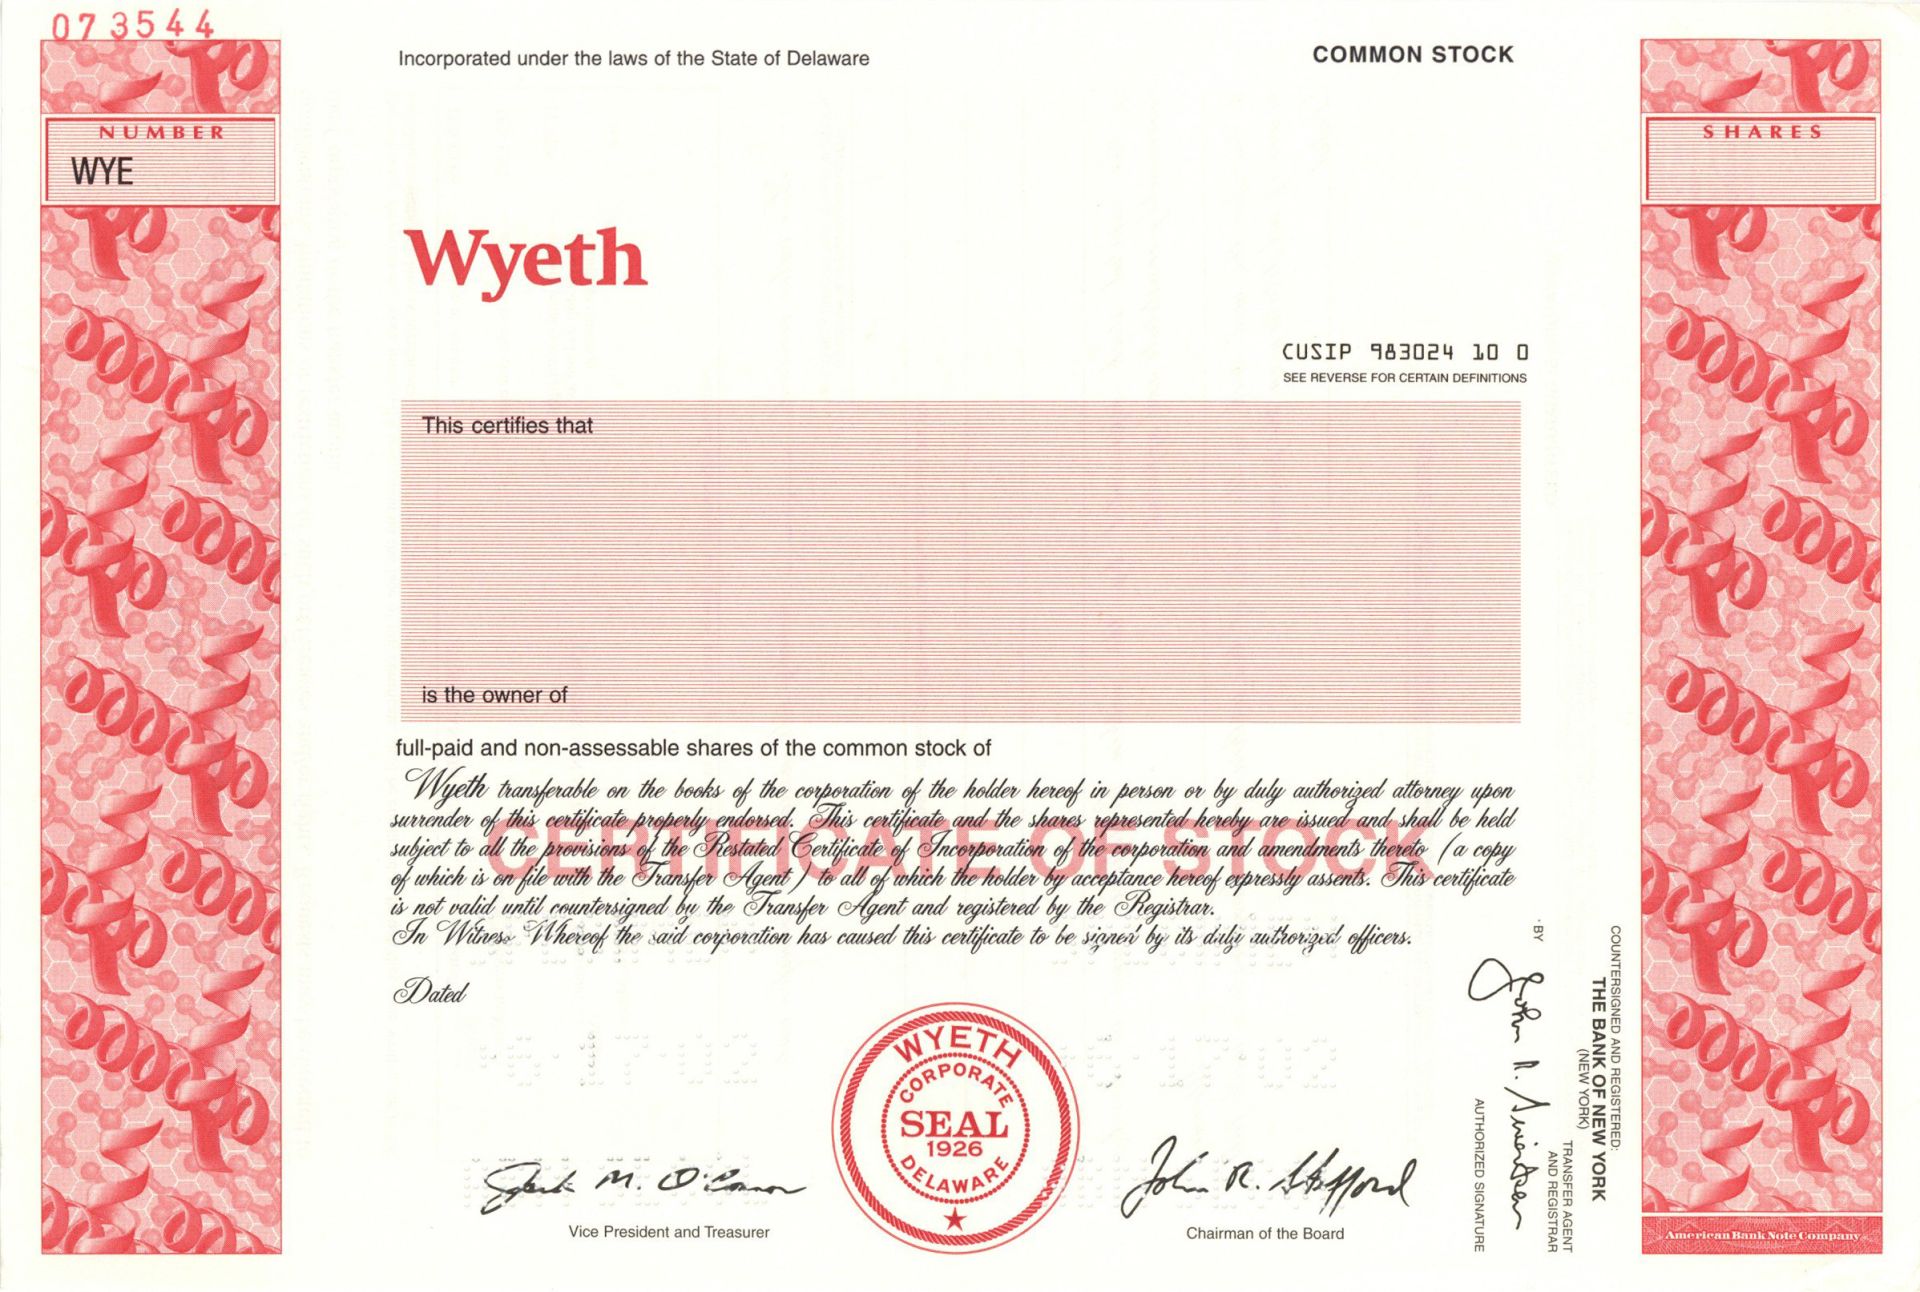 073544
Incorporated under the laws of the State of Delaware
COMMON STOCK
NUMBER
WYE
SHARES
Wyeth
CUSIP 983024 10 0
SEE REVERSE FOR CERTAIN DEFINITIONS
This certifies that
is the owner of
full-paid and non-assessable shares of the common stock of
Wyeth transferable on the books of the corporation of the holder hereof in person or by duly authorized attorney upon
surrender of this certificate properly endorsed. This certificate and the shares represented hereby are issued and shall be held
subject to all the provisions of the Restated Certificate of Incorporation of the corporation and amendments thereto (a copy
of which is on file with the Transfer Agent) to all of which the holder by acceptance hereof expressly assents. This certificate
is not valid until countersigned by the Transfer Agent and registered by the Registrar.
In Witness Whereof the said corporation has caused this certificate to be signed by its duly authorized officers.
CERTIFICATE OF STOCK
Dated
17-02
17-02
WYETH
CORPORATE
SEAL
1926
DELAWARE
Jack M. O'Connor
Vice President and Treasurer
John R. Stafford
Chairman of the Board
COUNTERSIGNED AND REGISTERED:
THE BANK OF NEW YORK
(NEW YORK)
TRANSFER AGENT
AND REGISTRAR
BY
John R.
AUTHORIZED SIGNATURE
American Bank Note Company